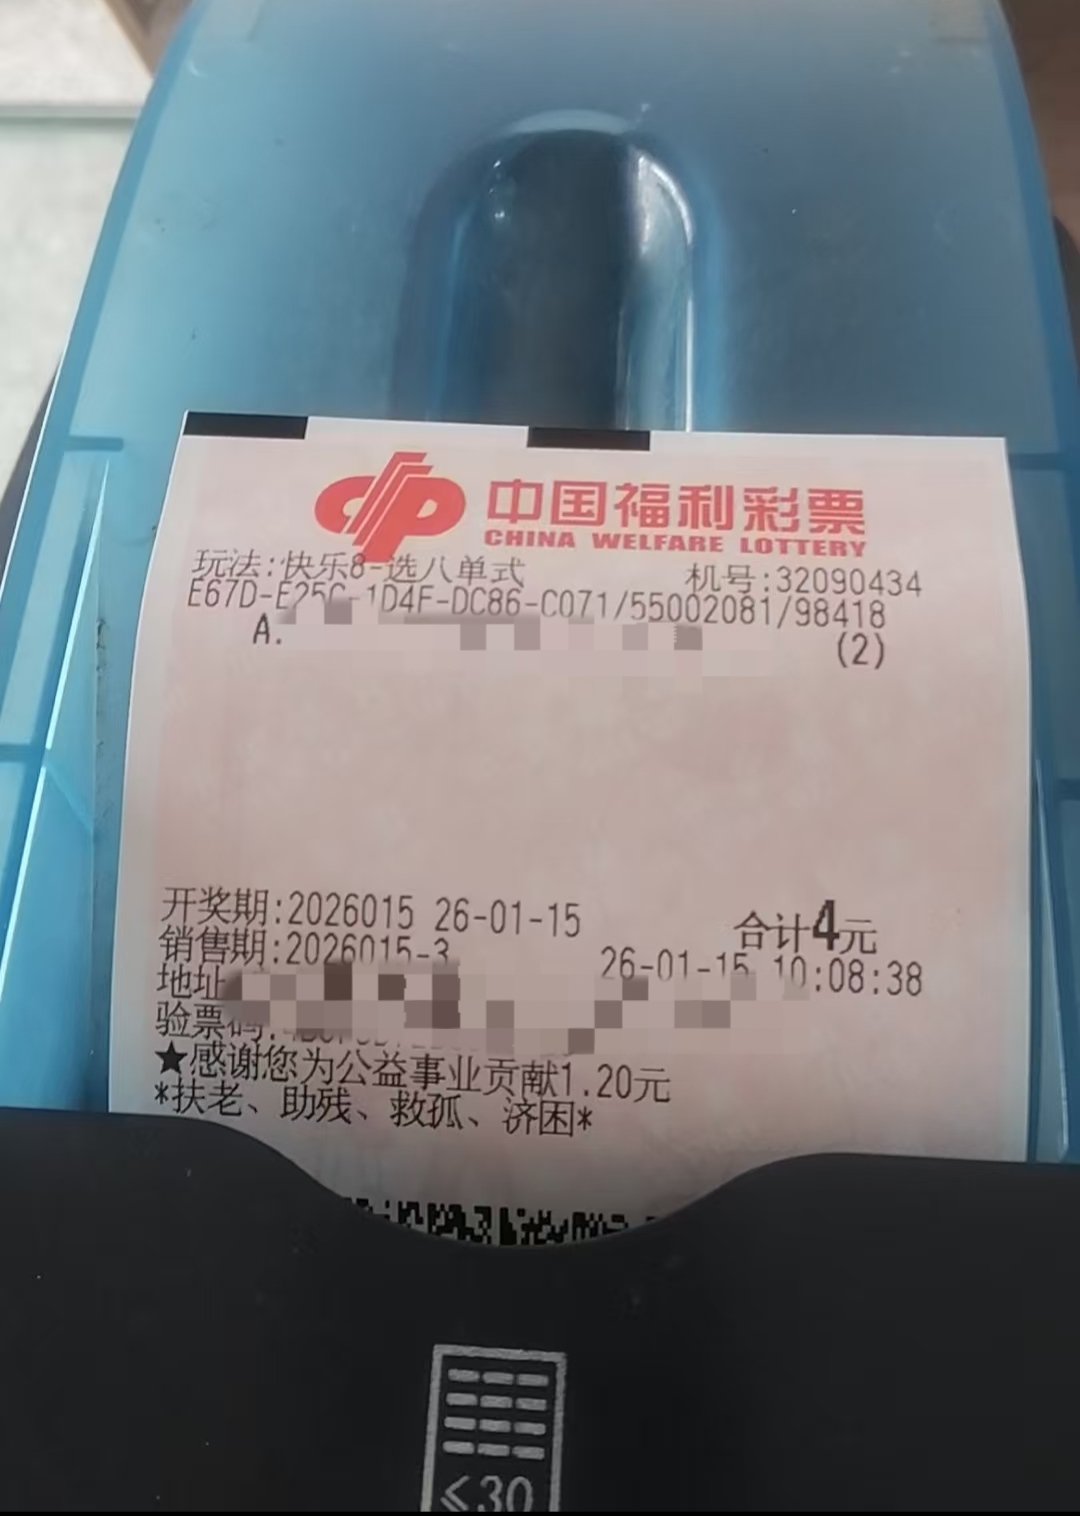 中国福利彩票
CHINA WELFARE LOTTERY
玩法:快乐8-选八单式 机号:32090434
E67D-E25C-1D4F-DC86-C071/55002081/98418
A. (2)
开奖期:2026015 26-01-15 合计4元
销售期:2026015-3 26-01-15 10:08:38
地址
验票码:
★感谢您为公益事业贡献1.20元
*扶老、助残、救孤、济困*
≤30